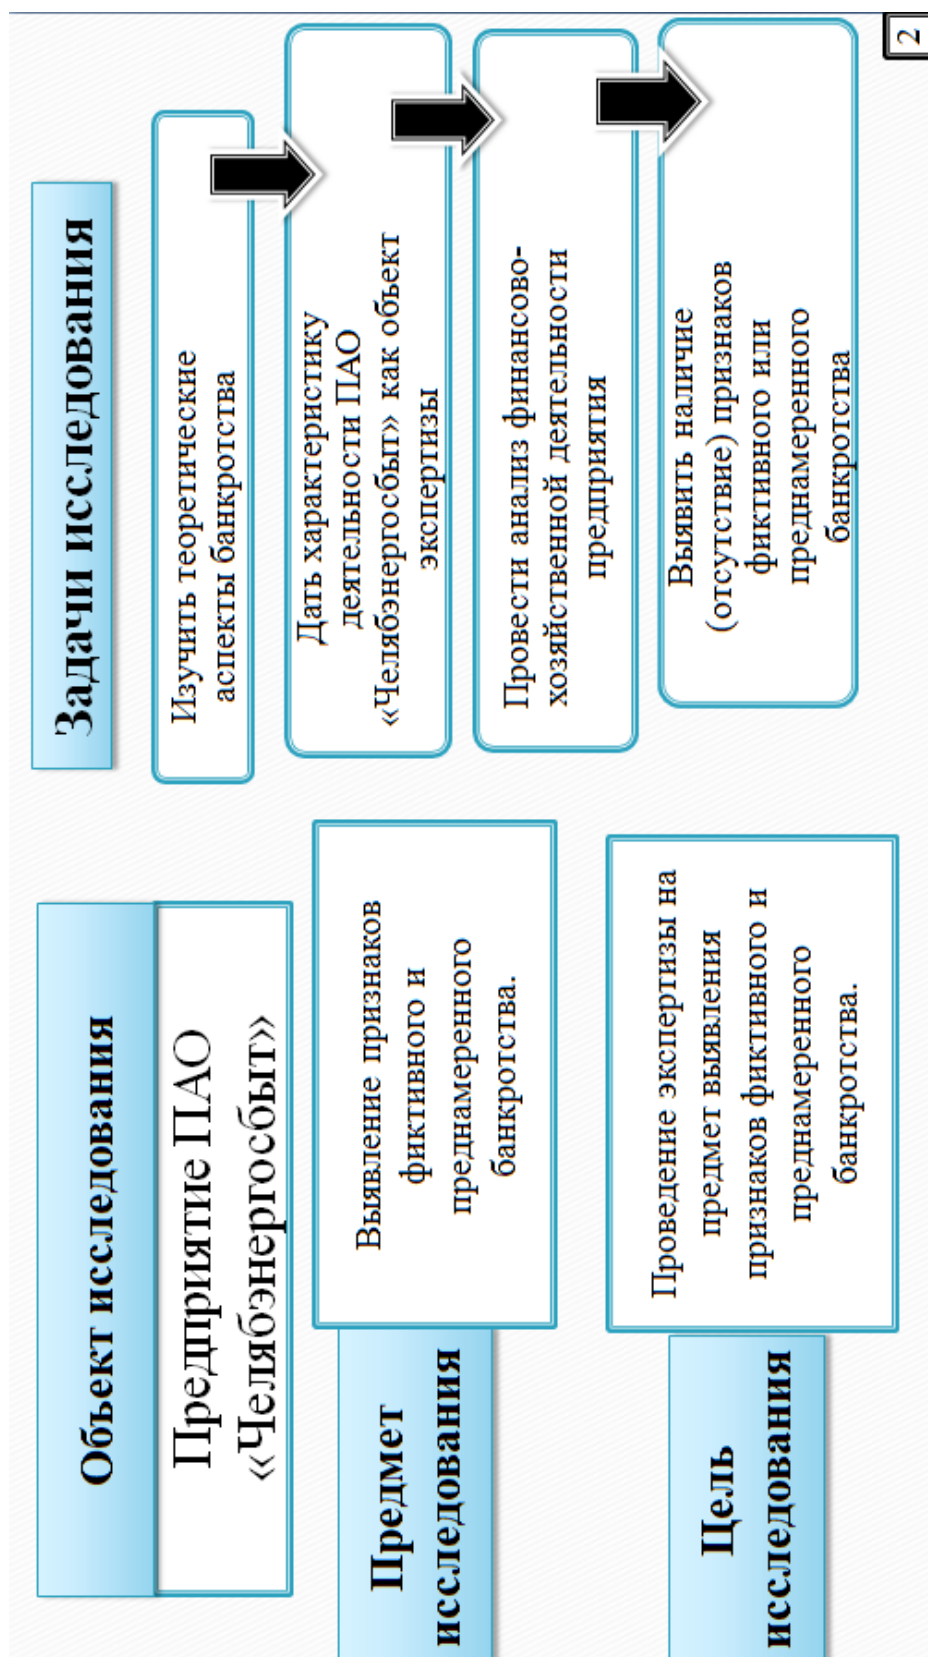 Объект исследования
Предприятие ПАО
«Челябэнергосбыт»
Предмет
исследования
Выявление признаков
фиктивного и
преднамеренного
банкротства.
Цель
исследования
Проведение экспертизы на
предмет выявления
признаков фиктивного и
преднамеренного
банкротства.
Задачи исследования
Изучить теоретические
аспекты банкротства
Дать характеристику
деятельности ПАО
«Челябэнергосбыт» как объект
экспертизы
Провести анализ финансово-
хозяйственной деятельности
предприятия
Выявить наличие
(отсутствие) признаков
фиктивного или
преднамеренного
банкротства
2